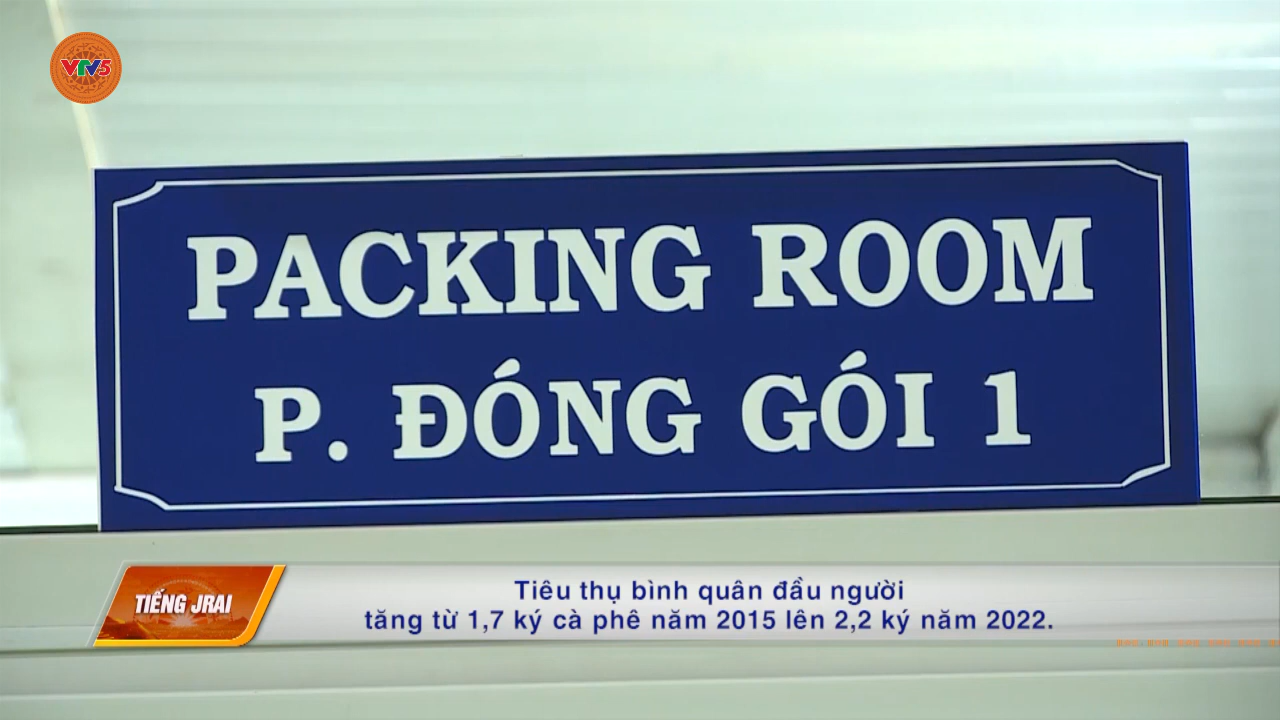 VTV5
PACKING ROOM
P. ĐÓNG GÓI 1
TIẾNG JRAI
Tiêu thụ bình quân đầu người
tăng từ 1,7 ký cà phê năm 2015 lên 2,2 ký năm 2022.